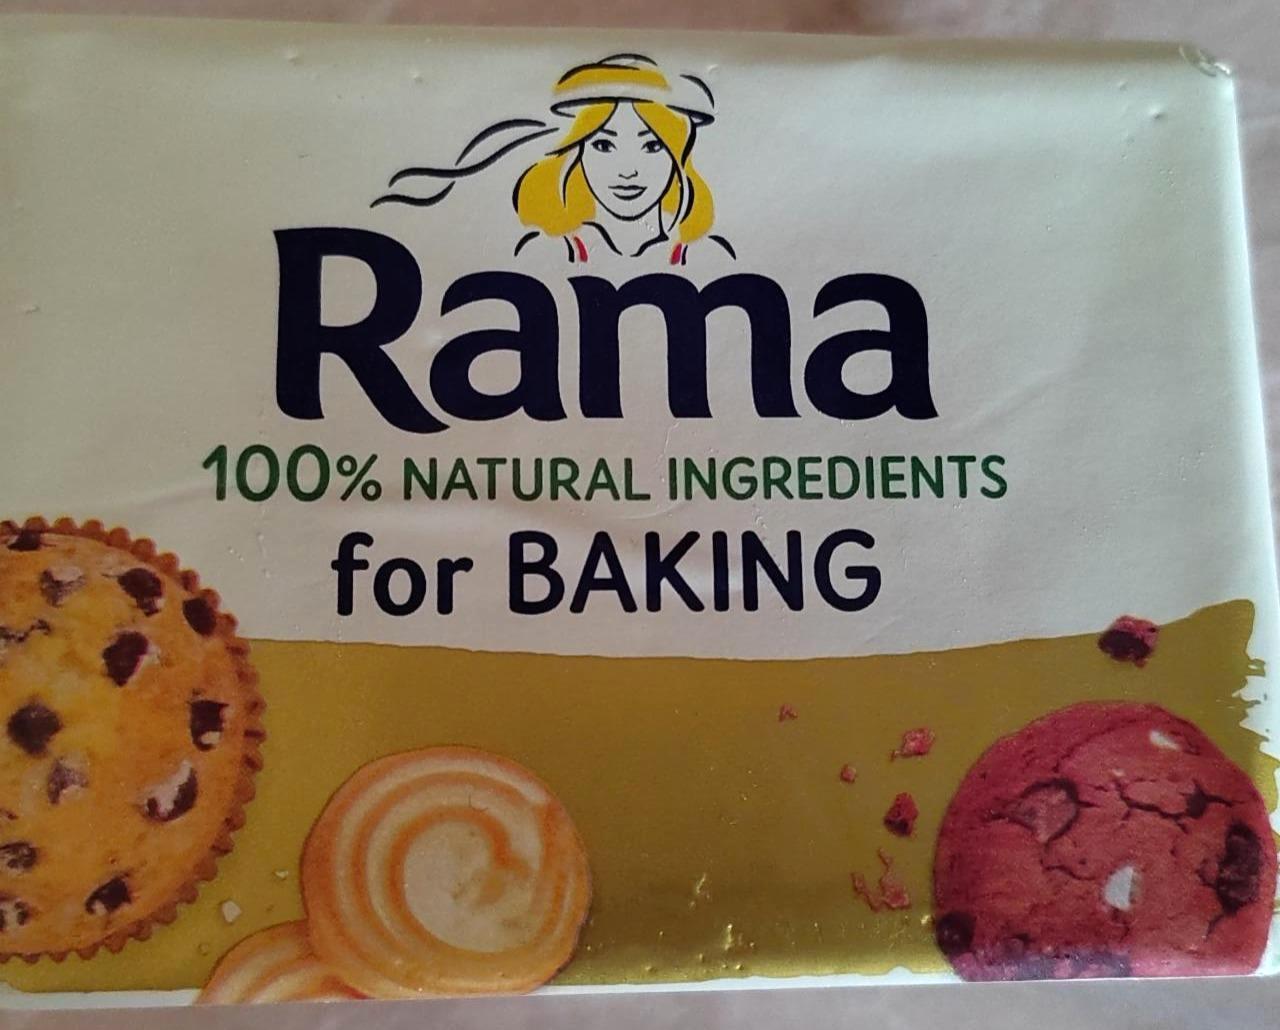 Rama
100% NATURAL INGREDIENTS
for BAKING